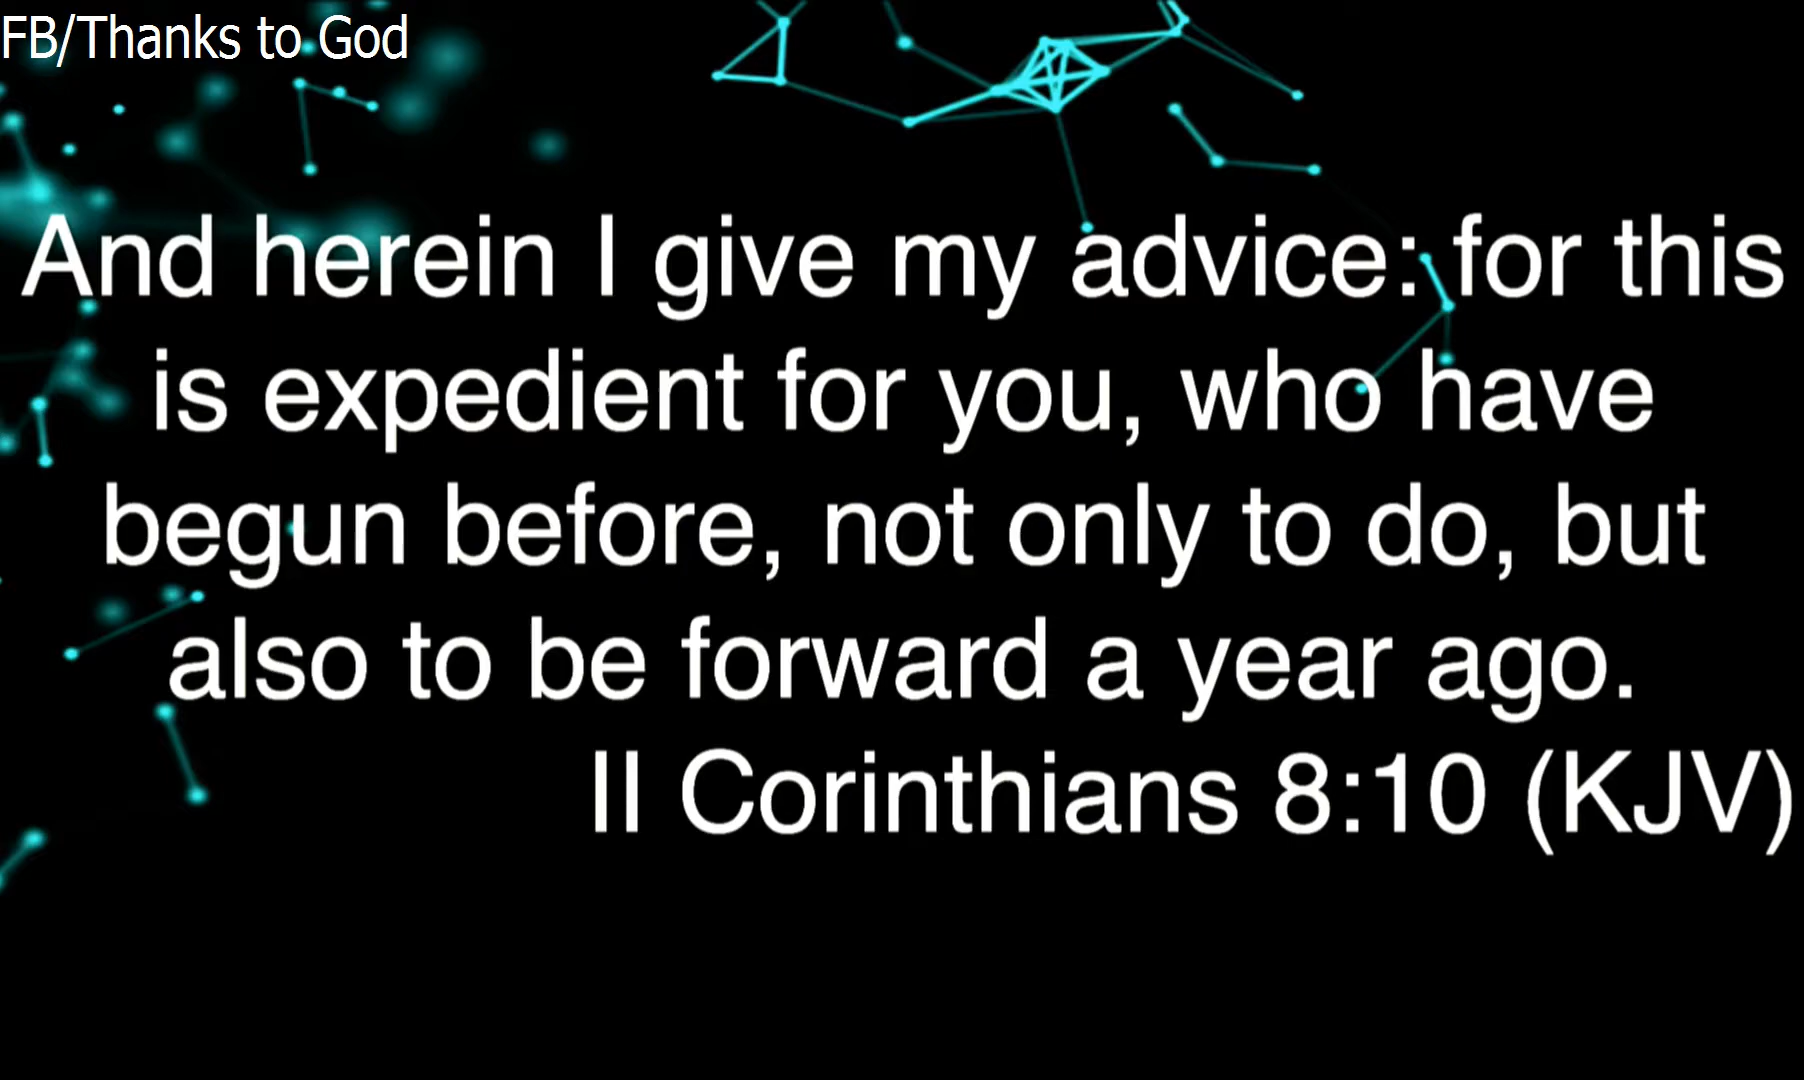 FB/Thanks to God
And herein I give my advice: for this
is expedient for you, who have
begun before, not only to do, but
also to be forward a year ago.
II Corinthians 8:10 (KJV)